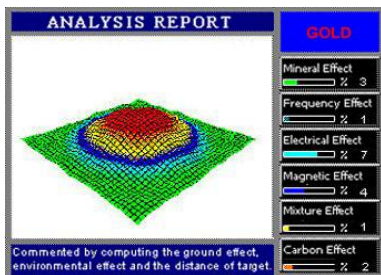 ANALYSIS REPORT
GOLD
Mineral Effect
% 3
Frequency Effect
% 1
Electrical Effect
% 7
Magnetic Effect
% 4
Mixture Effect
% 1
Carbon Effect
% 2
Commented by computing the ground effect,
environmental effect and the distance of target.